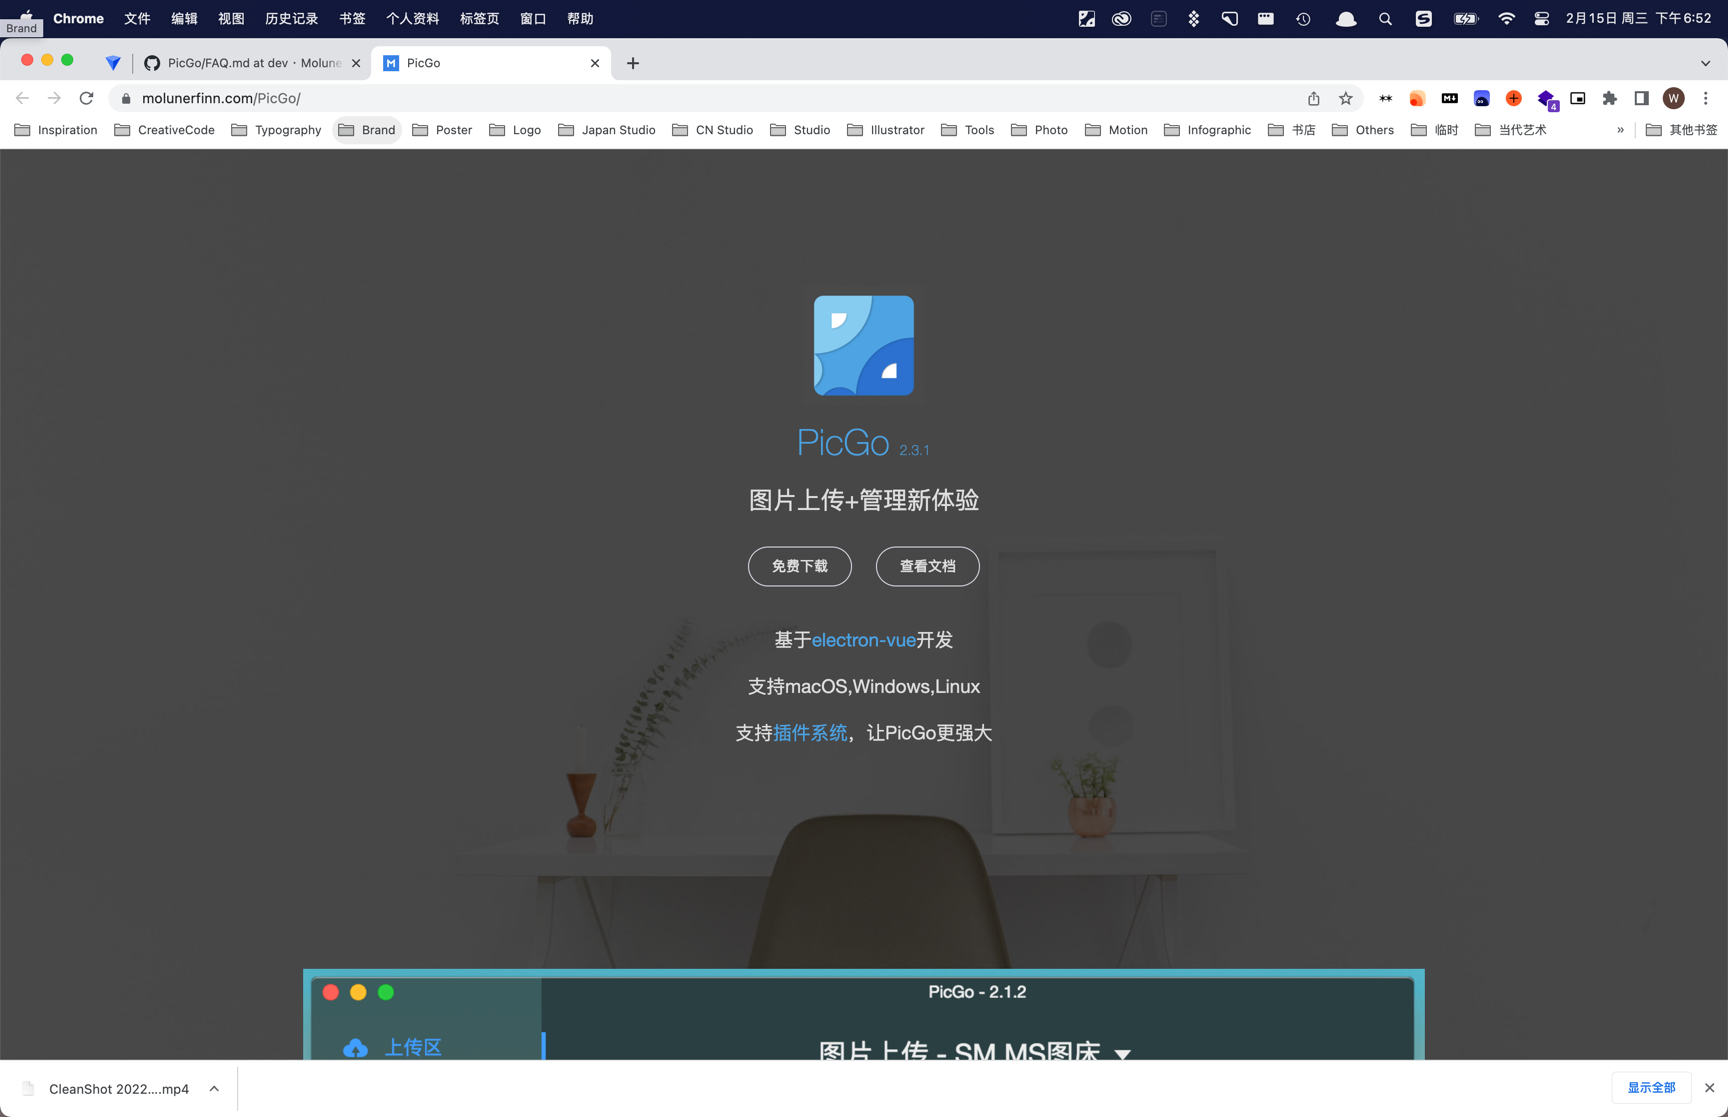 Chrome 文件 编辑 视图 历史记录 书签 个人资料 标签页 窗口 帮助 2月15日 周三 下午6:52
Brand
PicGo/FAQ.md at dev · Molune
PicGo
molunerfinn.com/PicGo/
4
W
Inspiration CreativeCode Typography Brand Poster Logo Japan Studio CN Studio Studio Illustrator Tools Photo Motion Infographic 书店 Others 临时 当代艺术 » 其他书签
PicGo 2.3.1
图片上传+管理新体验
免费下载 查看文档
基于electron-vue开发
支持macOS,Windows,Linux
支持插件系统，让PicGo更强大
PicGo - 2.1.2
上传区
图片上传 - SM.MS图床
CleanShot 2022....mp4
显示全部